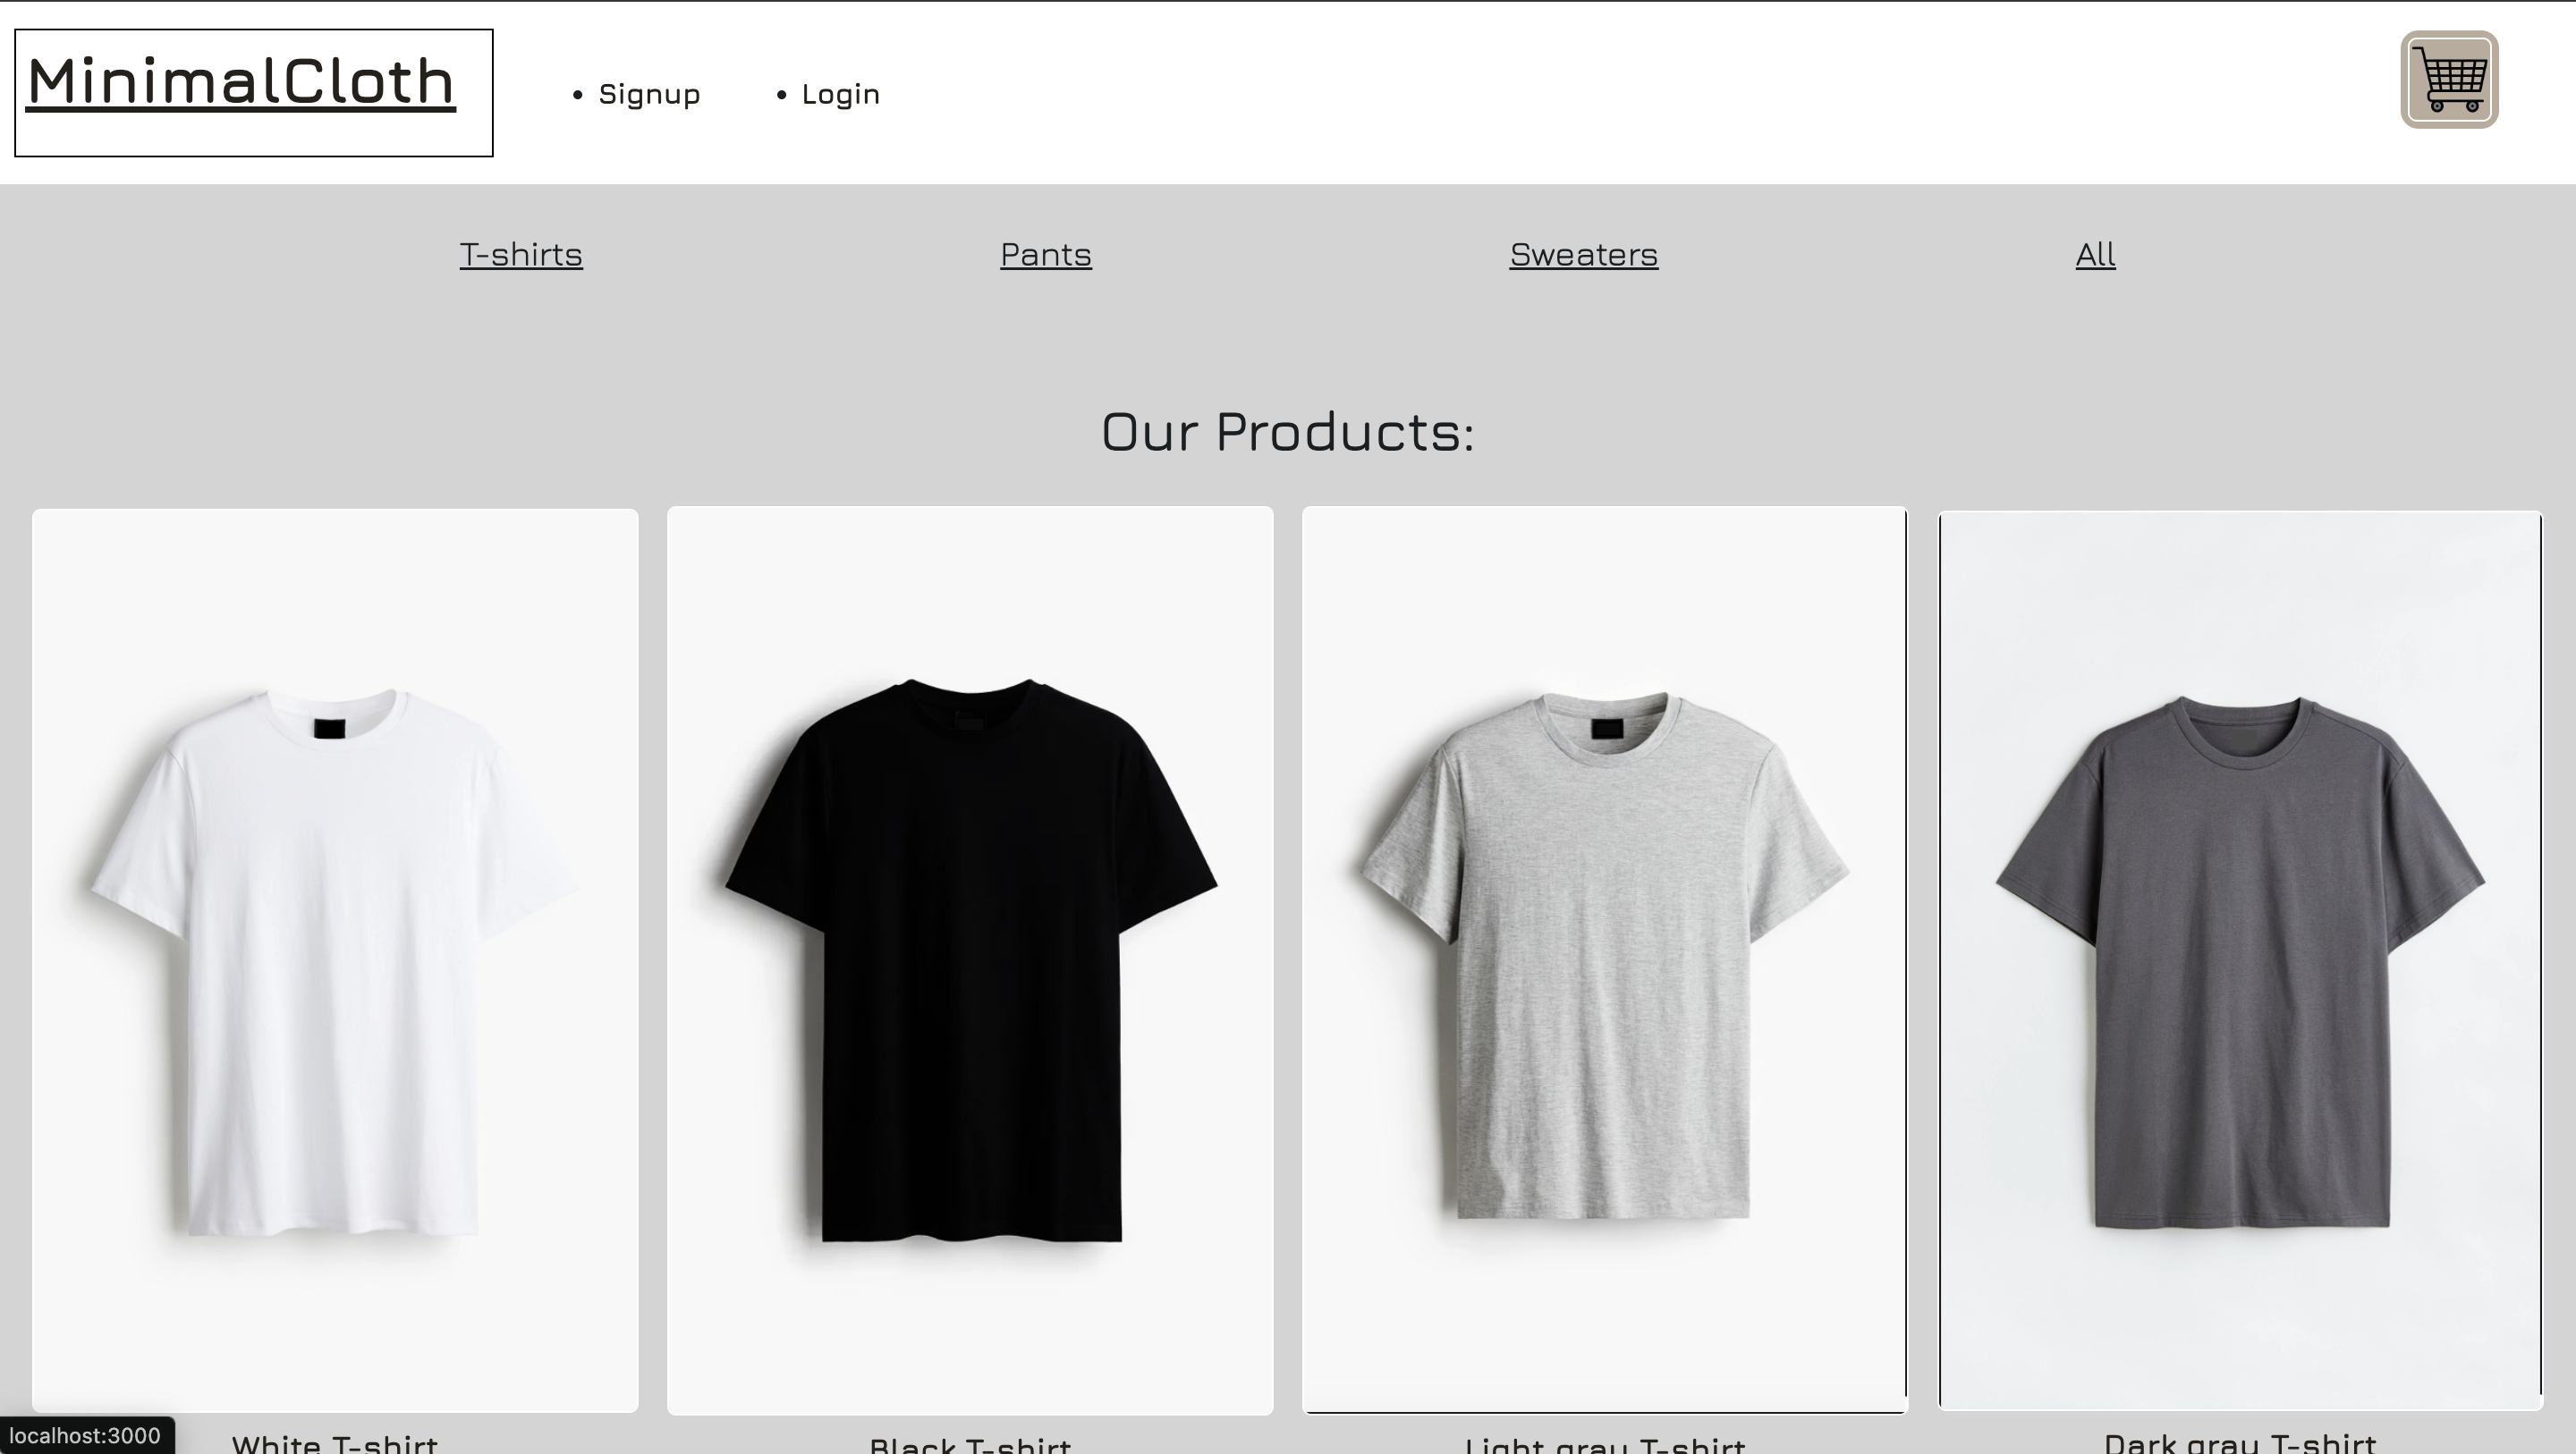 MinimalCloth
• Signup • Login
T-shirts Pants Sweaters All
Our Products:
White T-shirt Black T-shirt Light gray T-shirt Dark gray T-shirt
localhost:3000